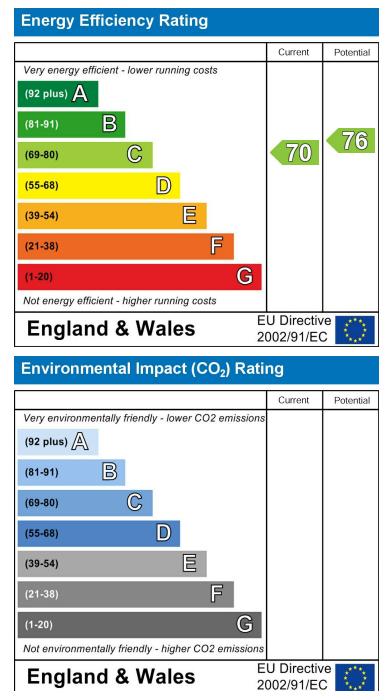 Energy Efficiency Rating
Current Potential
Very energy efficient - lower running costs
(92 plus) A
(81-91) B
(69-80) C
(55-68) D
(39-54) E
(21-38) F
(1-20) G
70
76
Not energy efficient - higher running costs
England & Wales
EU Directive
2002/91/EC
Environmental Impact (CO₂) Rating
Current Potential
Very environmentally friendly - lower CO2 emissions
(92 plus) A
(81-91) B
(69-80) C
(55-68) D
(39-54) E
(21-38) F
(1-20) G
Not environmentally friendly - higher CO2 emissions
England & Wales
EU Directive
2002/91/EC